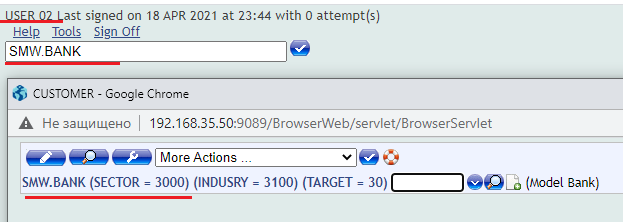 USER 02 Last signed on 18 APR 2021 at 23:44 with 0 attempt(s)
Help Tools Sign Off
SMW.BANK
CUSTOMER - Google Chrome
Не защищено 192.168.35.50:9089/BrowserWeb/servlet/BrowserServlet
More Actions ...
SMW.BANK (SECTOR = 3000) (INDUSRY = 3100) (TARGET = 30) (Model Bank)